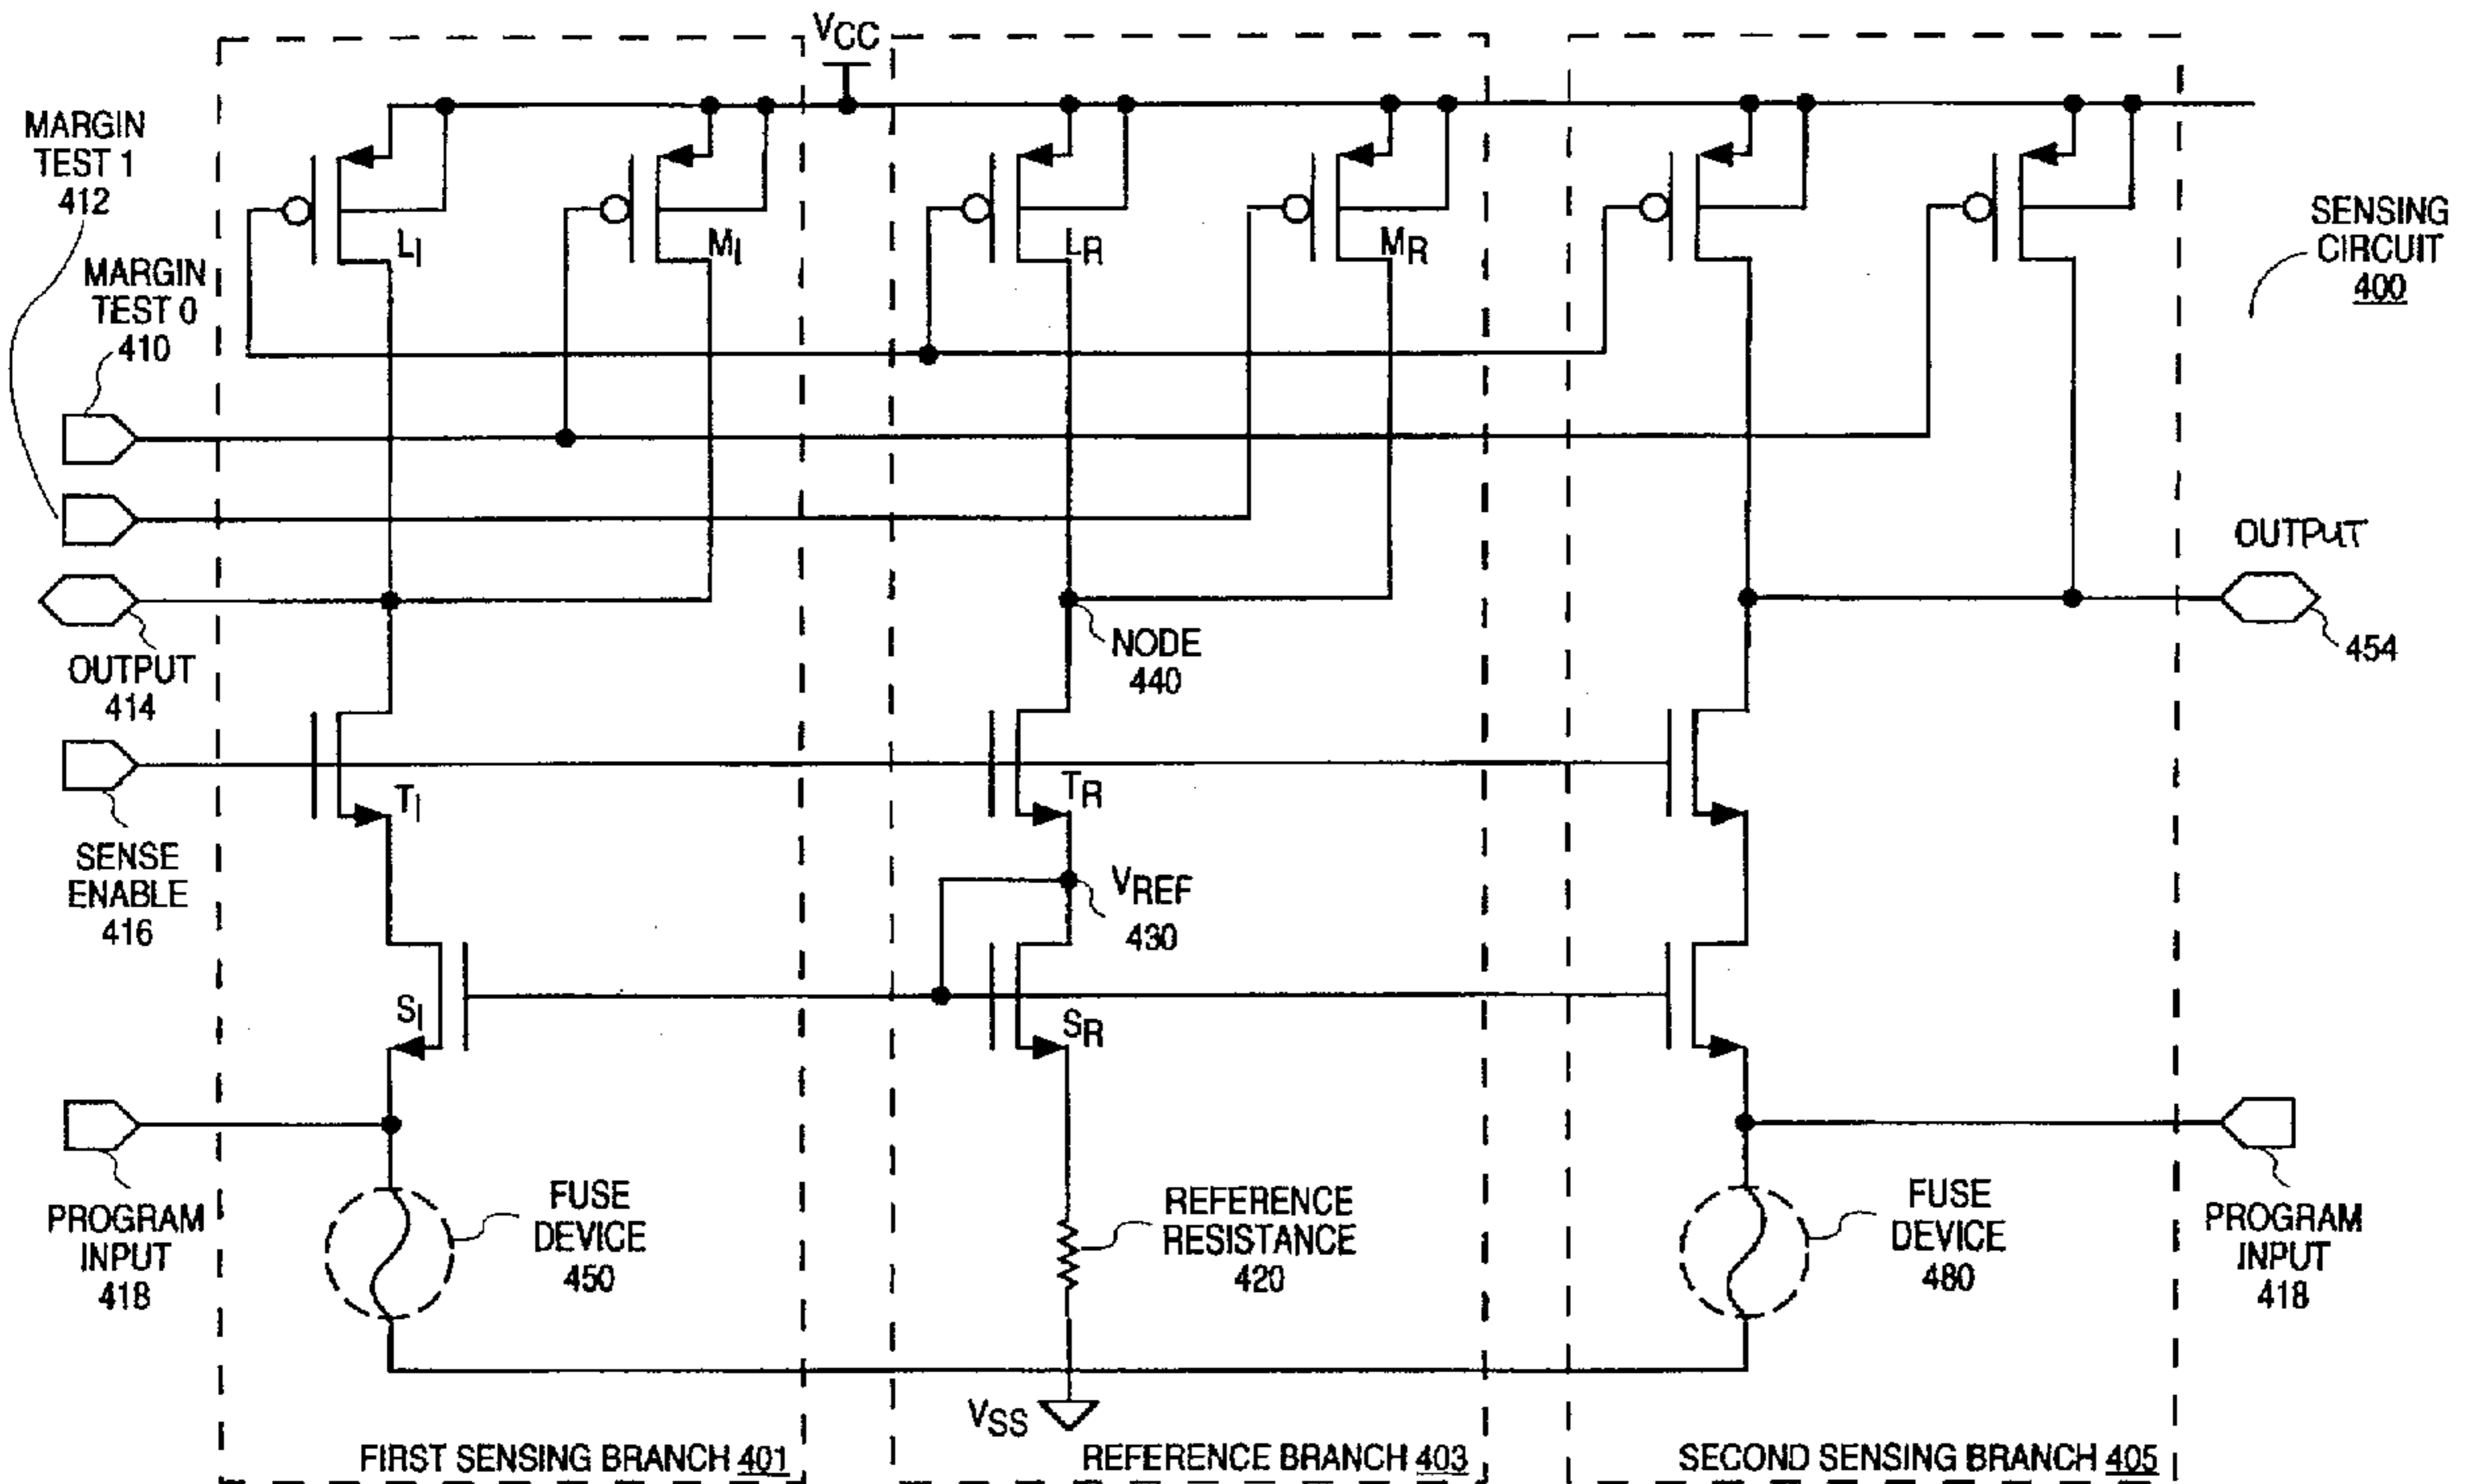 VCC
MARGIN
TEST 1
412
MARGIN
TEST 0
410
LI
MI
LR
MR
SENSING
CIRCUIT
400
OUTPUT
414
NODE
440
OUTPUT
454
SENSE
ENABLE
416
TI
TR
VREF
430
SI
SR
PROGRAM
INPUT
418
FUSE
DEVICE
450
REFERENCE
RESISTANCE
420
FUSE
DEVICE
480
PROGRAM
INPUT
418
VSS
FIRST SENSING BRANCH 401
REFERENCE BRANCH 403
SECOND SENSING BRANCH 405